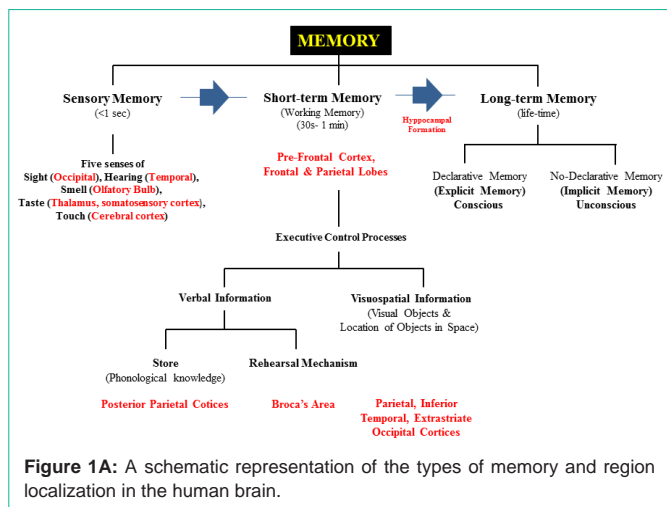 MEMORY
Sensory Memory
(<1 sec)
Short-term Memory
(Working Memory)
(30s- 1 min)
Hyppocampal
Formation
Long-term Memory
(life-time)
Five senses of
Sight (Occipital), Hearing (Temporal),
Smell (Olfatory Bulb),
Taste (Thalamus, somatosensory cortex),
Touch (Cerebral cortex)
Pre-Frontal Cortex,
Frontal & Parietal Lobes
Declarative Memory
(Explicit Memory)
Conscious
No-Declarative Memory
(Implicit Memory)
Unconscious
Executive Control Processes
Verbal Information
Visuospatial Information
(Visual Objects &
Location of Objects in Space)
Store
(Phonological knowledge)
Rehearsal Mechanism
Posterior Parietal Cotices
Broca's Area
Parietal, Inferior
Temporal, Extrastriate
Occipital Cortices
Figure 1A: A schematic representation of the types of memory and region
localization in the human brain.